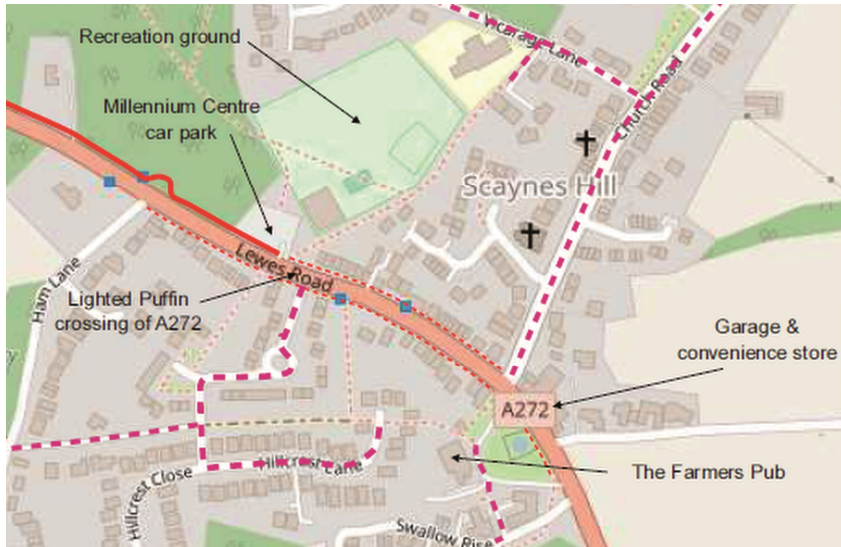 Vicarage Lane
Recreation ground
Millennium Centre
car park
Church Road
Scaynes Hill
Lewes Road
Ham Lane
Lighted Puffin
crossing of A272
Garage &
convenience store
A272
Hillcrest Lane
The Farmers Pub
Hillcrest Close
Swallow Rise